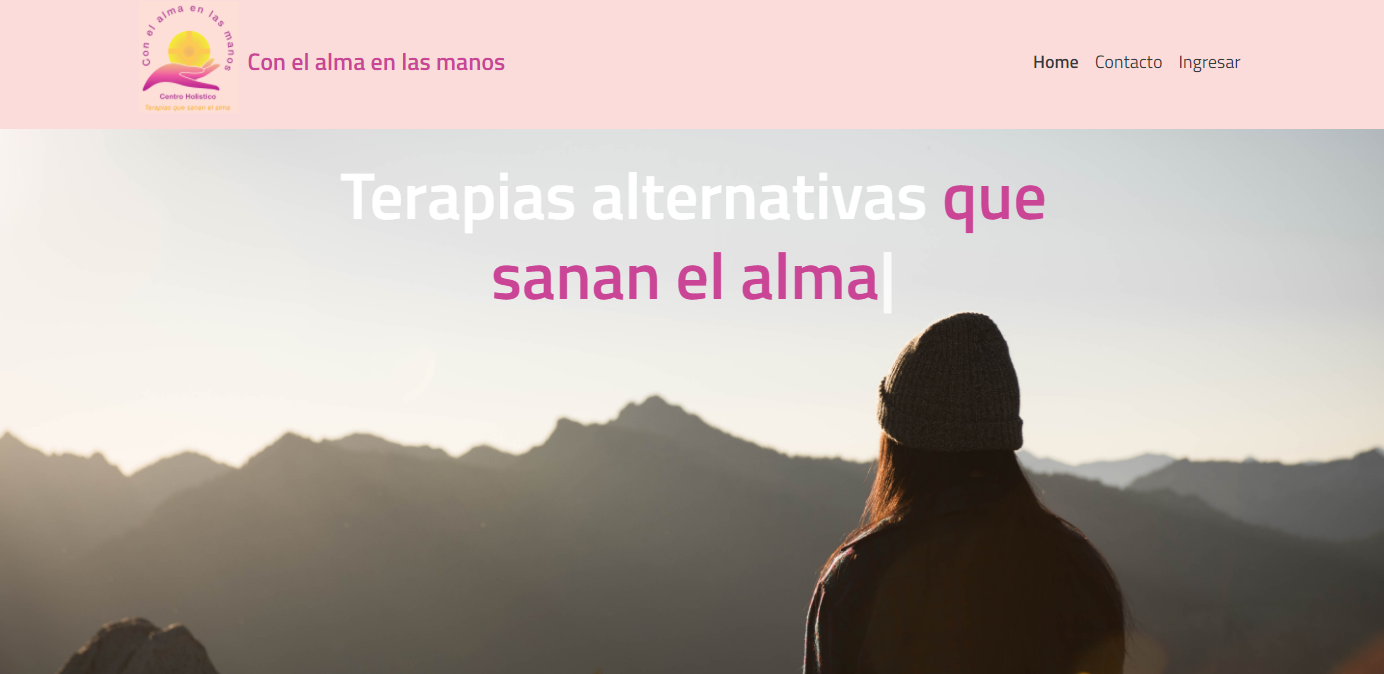 Con el alma en las manos
Centro Holístico
Terapias que sanan el alma
Con el alma en las manos
Home Contacto Ingresar
Terapias alternativas que
sanan el alma|